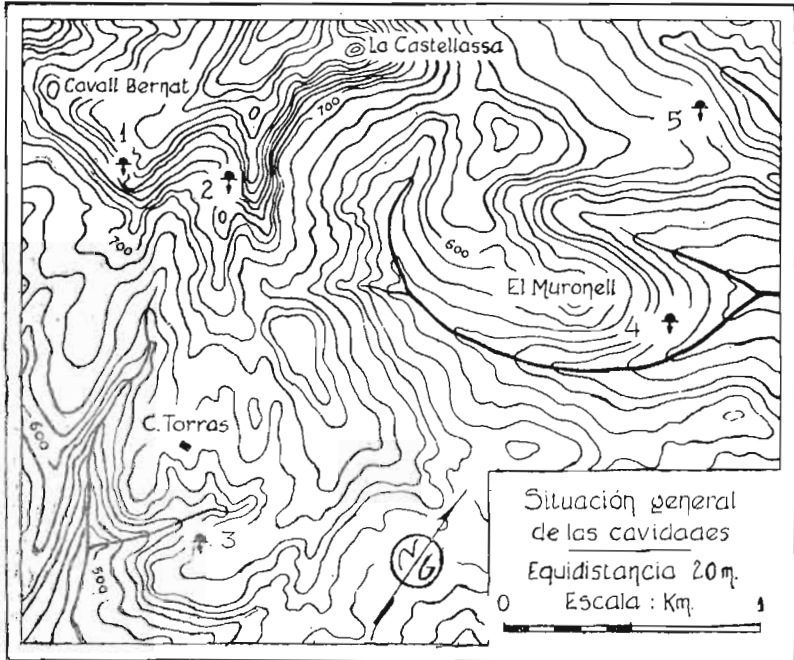 La Castellassa
Cavall Bernat
1
700
5
2
700
600
El Muronell
4
600
C. Torras
3
500
NG
Situación general
de las cavidades
Equidistancia 20 m.
Escala : Km.
0 1